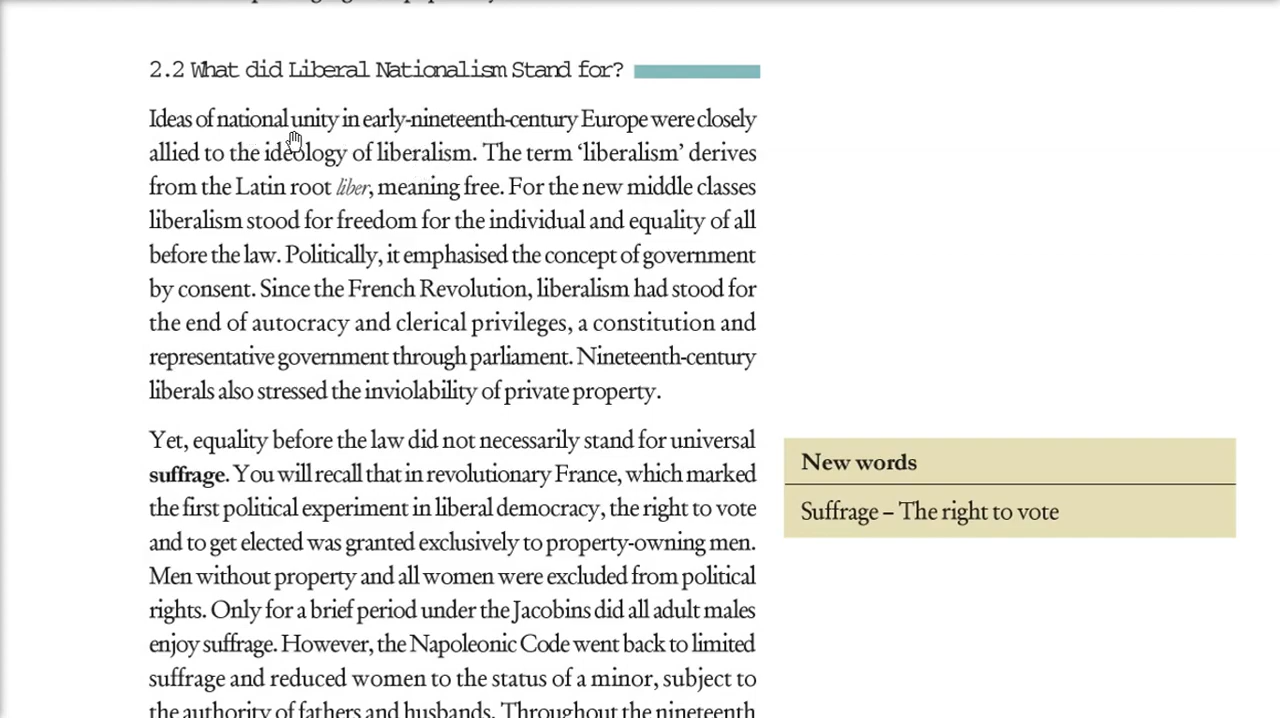 2.2 What did Liberal Nationalism Stand for?
Ideas of national unity in early-nineteenth-century Europe were closely
allied to the ideology of liberalism. The term ‘liberalism’ derives
from the Latin root liber, meaning free. For the new middle classes
liberalism stood for freedom for the individual and equality of all
before the law. Politically, it emphasised the concept of government
by consent. Since the French Revolution, liberalism had stood for
the end of autocracy and clerical privileges, a constitution and
representative government through parliament. Nineteenth-century
liberals also stressed the inviolability of private property.
Yet, equality before the law did not necessarily stand for universal
suffrage. You will recall that in revolutionary France, which marked
the first political experiment in liberal democracy, the right to vote
and to get elected was granted exclusively to property-owning men.
Men without property and all women were excluded from political
rights. Only for a brief period under the Jacobins did all adult males
enjoy suffrage. However, the Napoleonic Code went back to limited
suffrage and reduced women to the status of a minor, subject to
the authority of fathers and husbands. Throughout the nineteenth
New words
Suffrage – The right to vote